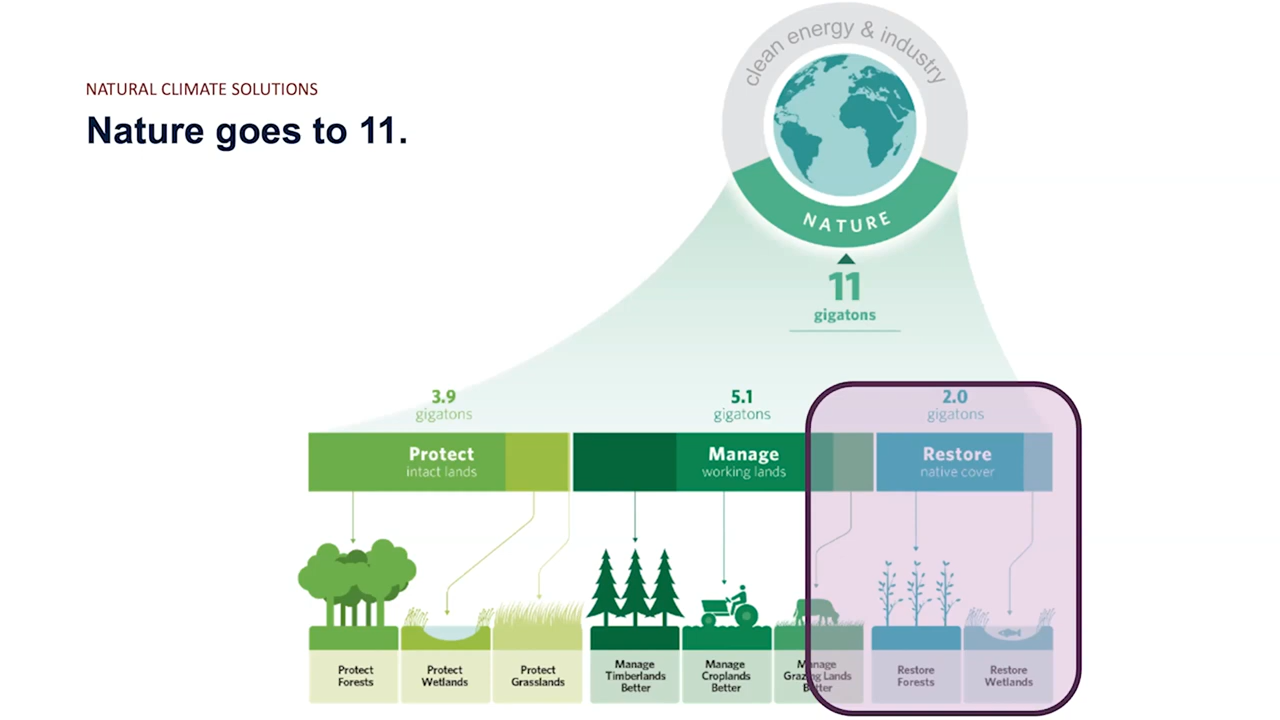 clean energy & industry
NATURAL CLIMATE SOLUTIONS
Nature goes to 11.
NATURE
11
gigatons
3.9
gigatons
5.1
gigatons
2.0
gigatons
Protect
intact lands
Manage
working lands
Restore
native cover
Protect
Forests
Protect
Wetlands
Protect
Grasslands
Manage
Timberlands
Better
Manage
Croplands
Better
Manage
Grazing Lands
Better
Restore
Forests
Restore
Wetlands